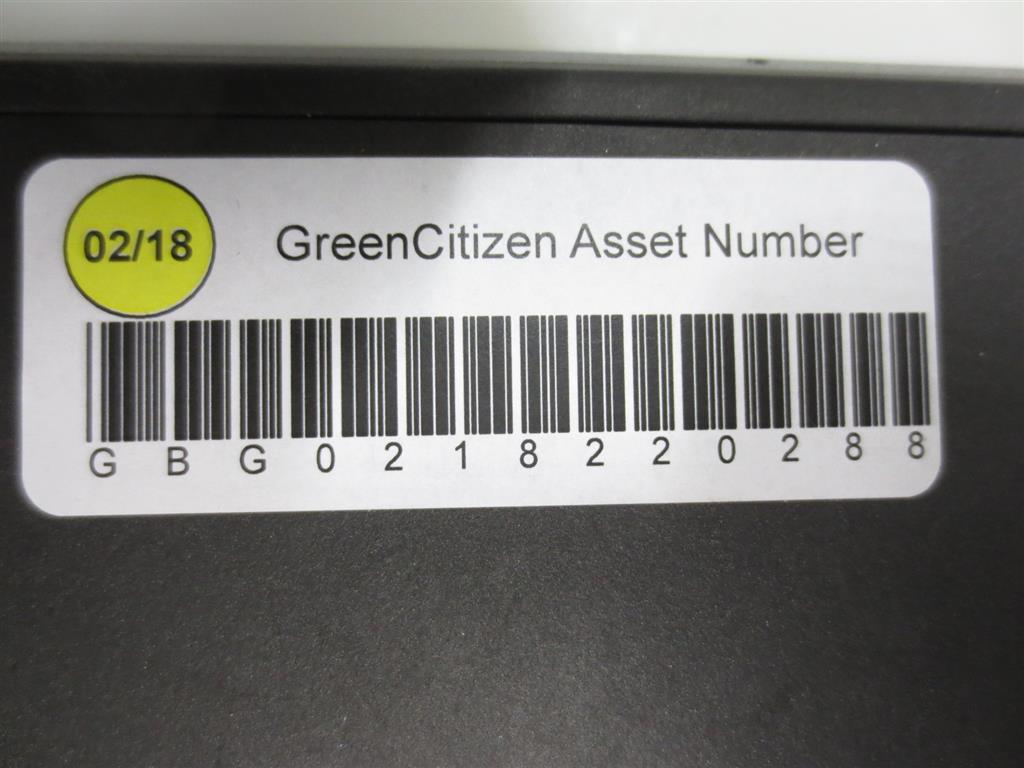 02/18
GreenCitizen Asset Number
G B G 0 2 1 8 2 2 0 2 8 8